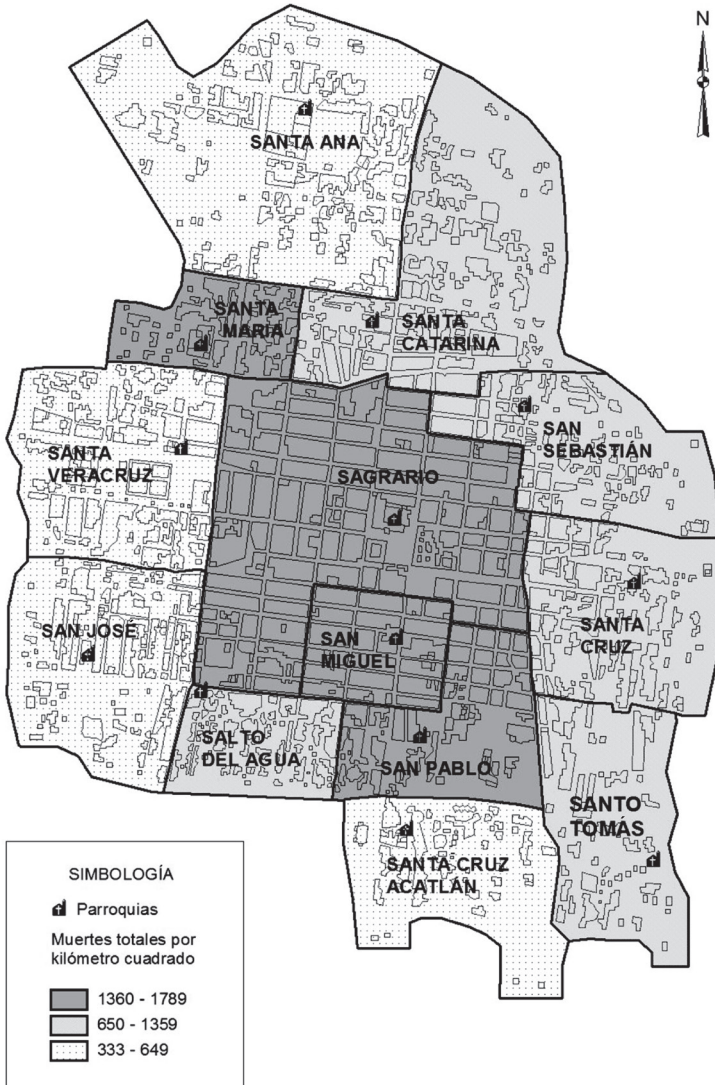 N
SANTA ANA
SANTA
MARÍA
SANTA
CATARINA
SANTA
VERACRUZ
SAN
SEBASTIÁN
SAGRARIO
SAN JOSÉ
SAN
MIGUEL
SANTA
CRUZ
SALTO
DEL AGUA
SAN PABLO
SANTO
TOMÁS
SANTA CRUZ
ACATLÁN
SIMBOLOGÍA
Parroquias
Muertes totales por
kilómetro cuadrado
1360 - 1789
650 - 1359
333 - 649